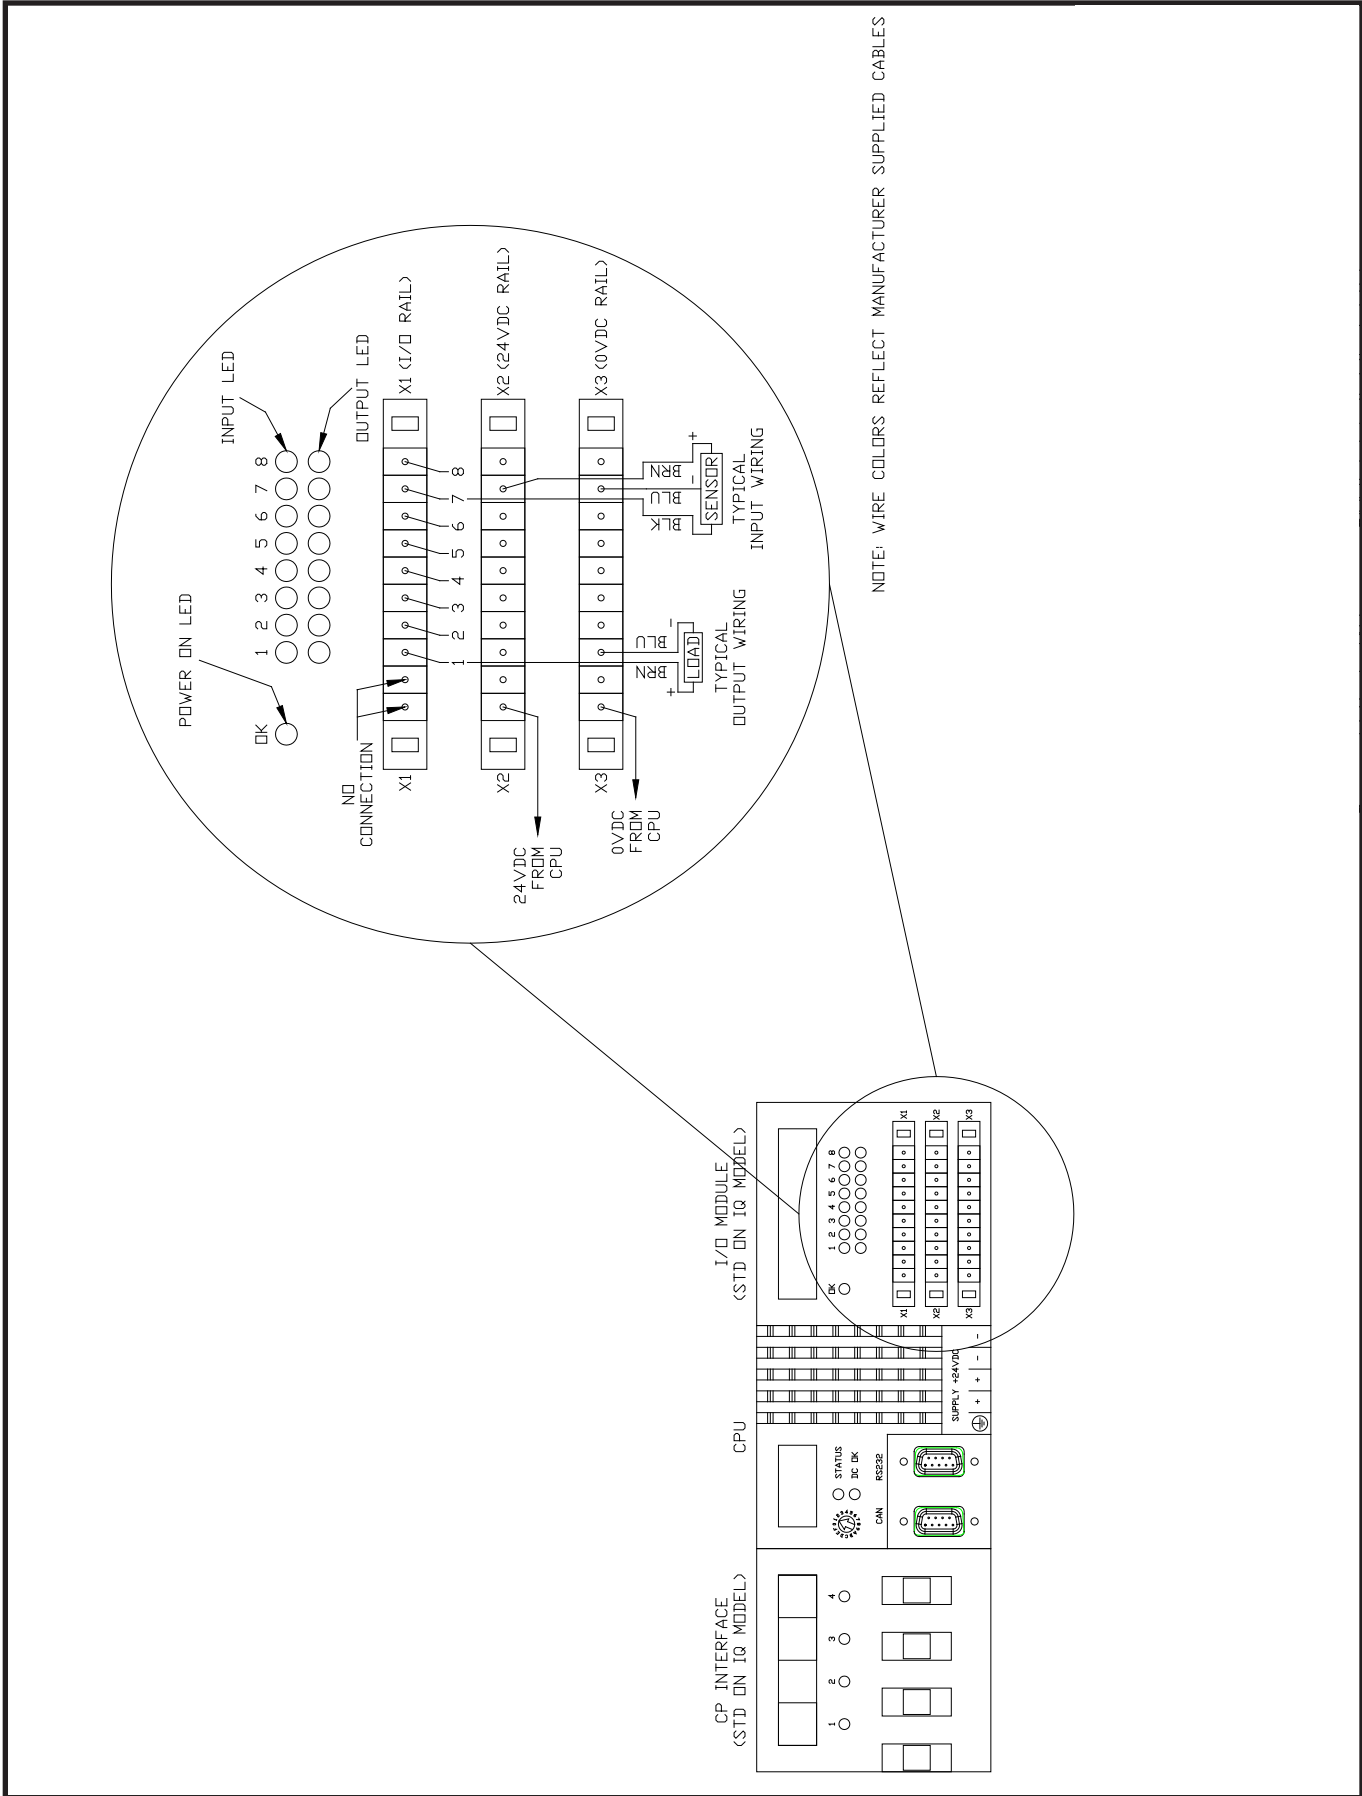 POWER ON LED
OK
1 2 3 4 5 6 7 8
INPUT LED
OUTPUT LED
NO
CONNECTION
X1
X1 (I/O RAIL)
1 2 3 4 5 6 7 8
X2
X2 (24VDC RAIL)
24VDC
FROM
CPU
X3
X3 (0VDC RAIL)
0VDC
FROM
CPU
BRN
BLU
+
-
LOAD
TYPICAL
OUTPUT WIRING
BLK
BLU
BRN
-
+
SENSOR
TYPICAL
INPUT WIRING
NOTE: WIRE COLORS REFLECT MANUFACTURER SUPPLIED CABLES
CP INTERFACE
(STD ON IQ MODEL)
1 2 3 4
CPU
STATUS
DC OK
CAN
RS232
SUPPLY +24VDC
+ + - -
I/O MODULE
(STD ON IQ MODEL)
OK
1 2 3 4 5 6 7 8
X1
X1
X2
X2
X3
X3